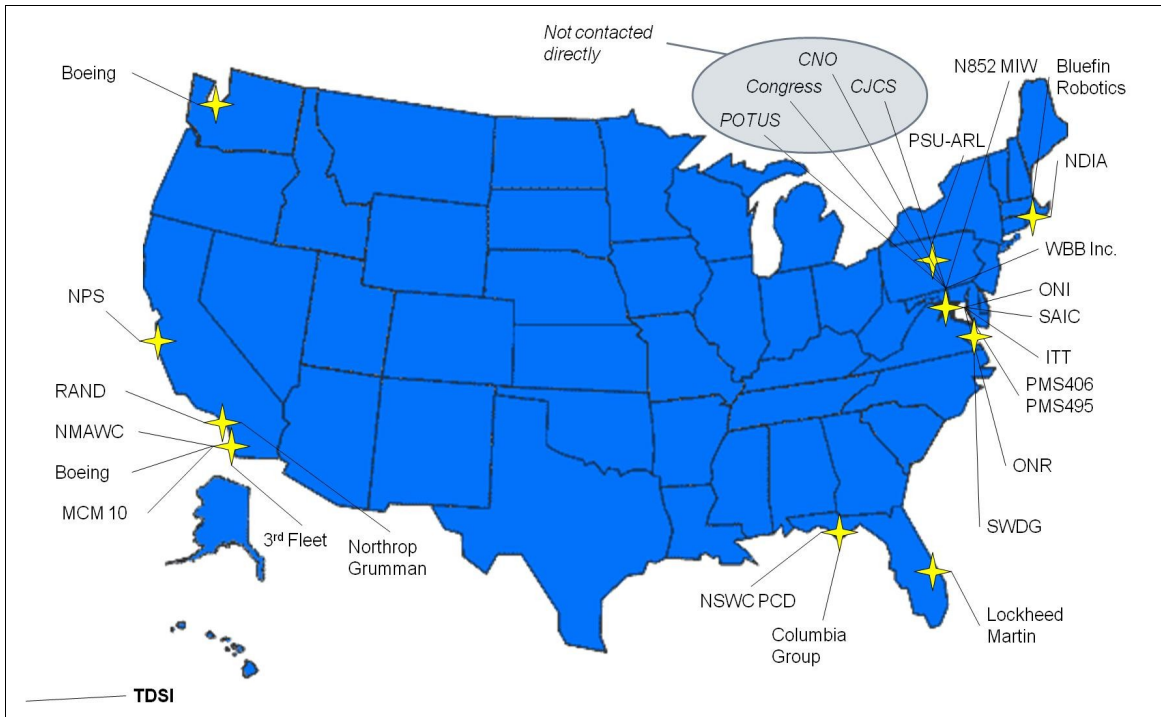 Not contacted
directly
CNO
Congress
CJCS
POTUS
N852 MIW
Bluefin
Robotics
Boeing
PSU-ARL
NDIA
WBB Inc.
ONI
SAIC
ITT
PMS406
PMS495
ONR
SWDG
NPS
RAND
NMAWC
Boeing
MCM 10
3rd Fleet
Northrop
Grumman
NSWC PCD
Columbia
Group
Lockheed
Martin
TDSI